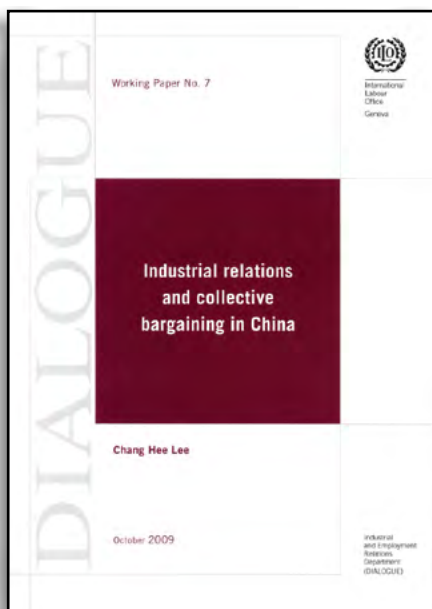 DIALOGUE
Working Paper No. 7
ILO
International
Labour
Office
Geneva
Industrial relations
and collective
bargaining in China
Chang Hee Lee
October 2009
Industrial
and Employment
Relations
Department
(DIALOGUE)